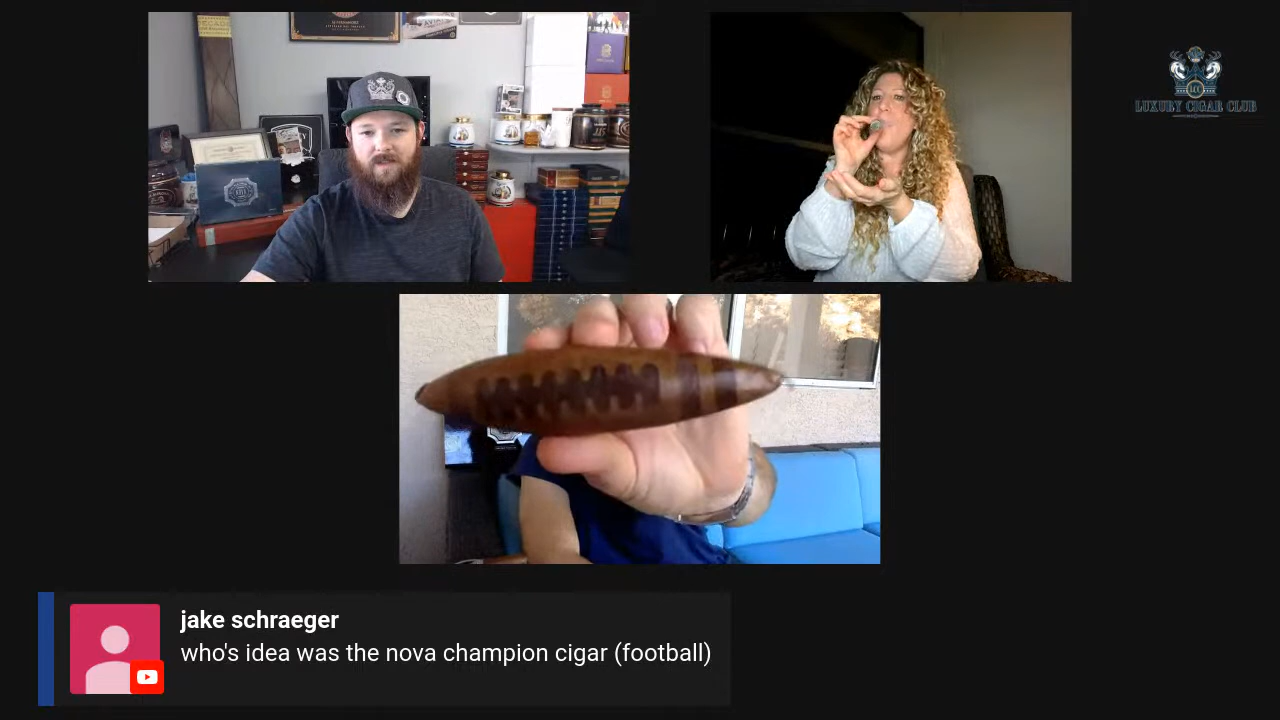 LUXURY CIGAR CLUB
jake schraeger
who's idea was the nova champion cigar (football)